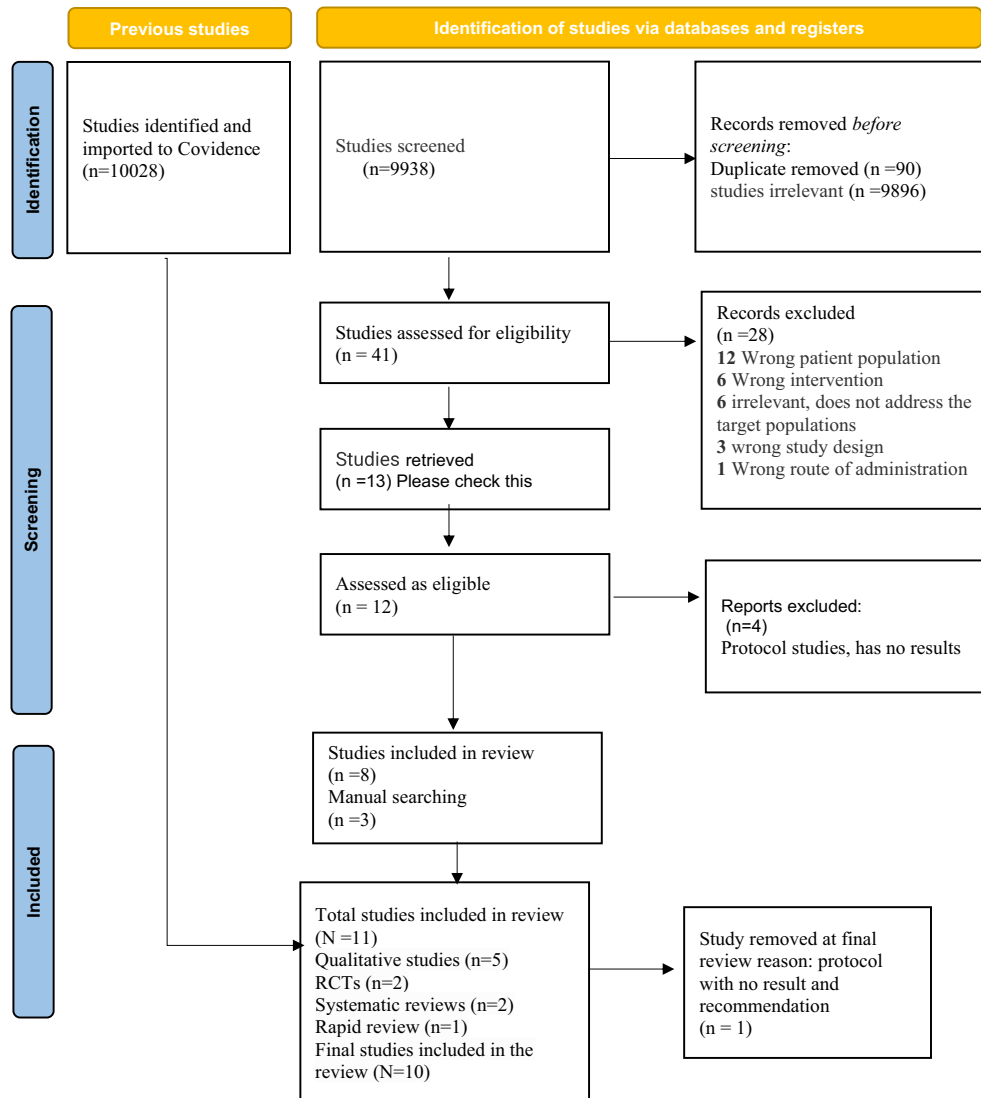 Previous studies
Identification of studies via databases and registers
Identification
Studies identified and
imported to Covidence
(n=10028)
Studies screened
(n=9938)
Records removed before
screening:
Duplicate removed (n =90)
studies irrelevant (n =9896)
Screening
Studies assessed for eligibility
(n = 41)
Records excluded
(n =28)
12 Wrong patient population
6 Wrong intervention
6 irrelevant, does not address the
target populations
3 wrong study design
1 Wrong route of administration
Studies retrieved
(n =13) Please check this
Assessed as eligible
(n = 12)
Reports excluded:
(n=4)
Protocol studies, has no results
Included
Studies included in review
(n =8)
Manual searching
(n =3)
Total studies included in review
(N =11)
Qualitative studies (n=5)
RCTs (n=2)
Systematic reviews (n=2)
Rapid review (n=1)
Final studies included in the
review (N=10)
Study removed at final
review reason: protocol
with no result and
recommendation
(n = 1)